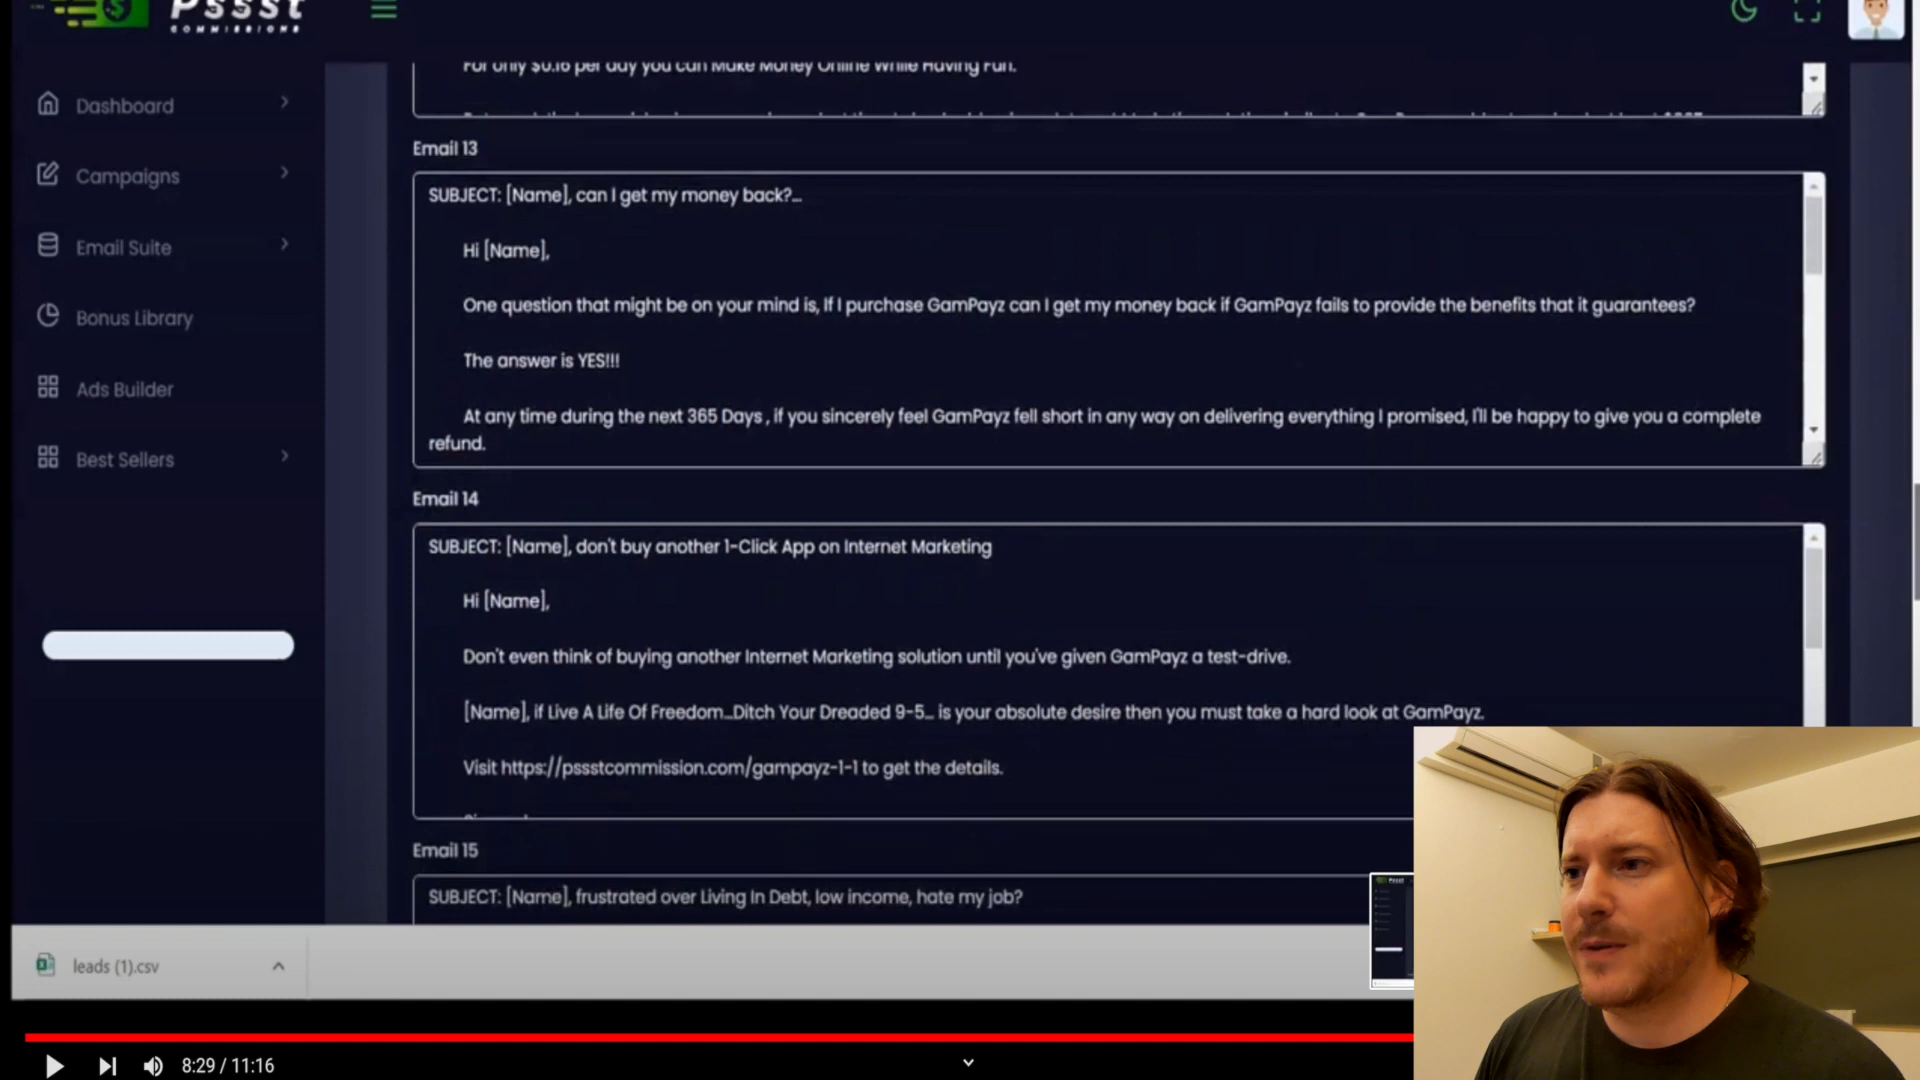 Pssst
COMMISSIONS
Dashboard
Campaigns
Email Suite
Bonus Library
Ads Builder
Best Sellers
For only $0.16 per day you can Make Money Online While Having Fun.
Email 13
SUBJECT: [Name], can I get my money back?...
Hi [Name],
One question that might be on your mind is, If I purchase GamPayz can I get my money back if GamPayz fails to provide the benefits that it guarantees?
The answer is YES!!!
At any time during the next 365 Days , if you sincerely feel GamPayz fell short in any way on delivering everything I promised, I'll be happy to give you a complete
refund.
Email 14
SUBJECT: [Name], don't buy another 1-Click App on Internet Marketing
Hi [Name],
Don't even think of buying another Internet Marketing solution until you've given GamPayz a test-drive.
[Name], if Live A Life Of Freedom...Ditch Your Dreaded 9-5... is your absolute desire then you must take a hard look at GamPayz.
Visit https://pssstcommission.com/gampayz-1-1 to get the details.
Email 15
SUBJECT: [Name], frustrated over Living In Debt, low income, hate my job?
leads (1).csv
8:29 / 11:16